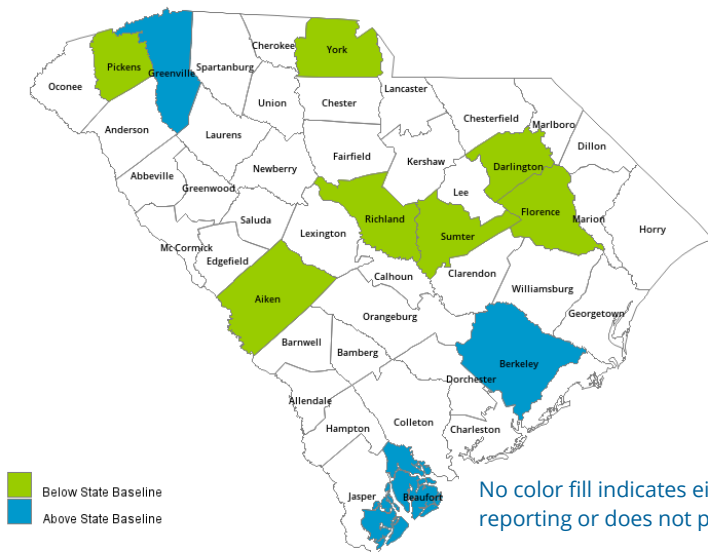 Cherokee
York
Pickens
Greenville
Spartanburg
Oconee
Union
Chester
Lancaster
Chesterfield
Marlboro
Anderson
Laurens
Dillon
Fairfield
Kershaw
Darlington
Abbeville
Newberry
Greenwood
Lee
Saluda
Richland
Florence
Marion
Horry
Lexington
Sumter
McCormick
Edgefield
Calhoun
Clarendon
Williamsburg
Aiken
Orangeburg
Georgetown
Barnwell
Bamberg
Berkeley
Dorchester
Allendale
Colleton
Hampton
Charleston
Jasper
Beaufort
Below State Baseline
Above State Baseline
No color fill indicates
reporting or does not